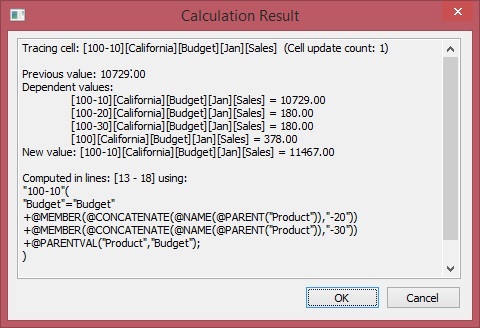 Calculation Result
Tracing cell: [100-10][California][Budget][Jan][Sales]  (Cell update count: 1)
Previous value: 10729.00
Dependent values:
[100-10][California][Budget][Jan][Sales] = 10729.00
[100-20][California][Budget][Jan][Sales] = 180.00
[100-30][California][Budget][Jan][Sales] = 180.00
[100][California][Budget][Jan][Sales] = 378.00
New value: [100-10][California][Budget][Jan][Sales] = 11467.00
Computed in lines: [13 - 18] using:
"100-10"(
"Budget"="Budget"
+@MEMBER(@CONCATENATE(@NAME(@PARENT("Product")),"-20"))
+@MEMBER(@CONCATENATE(@NAME(@PARENT("Product")),"-30"))
+@PARENTVAL("Product","Budget");
)
OK
Cancel